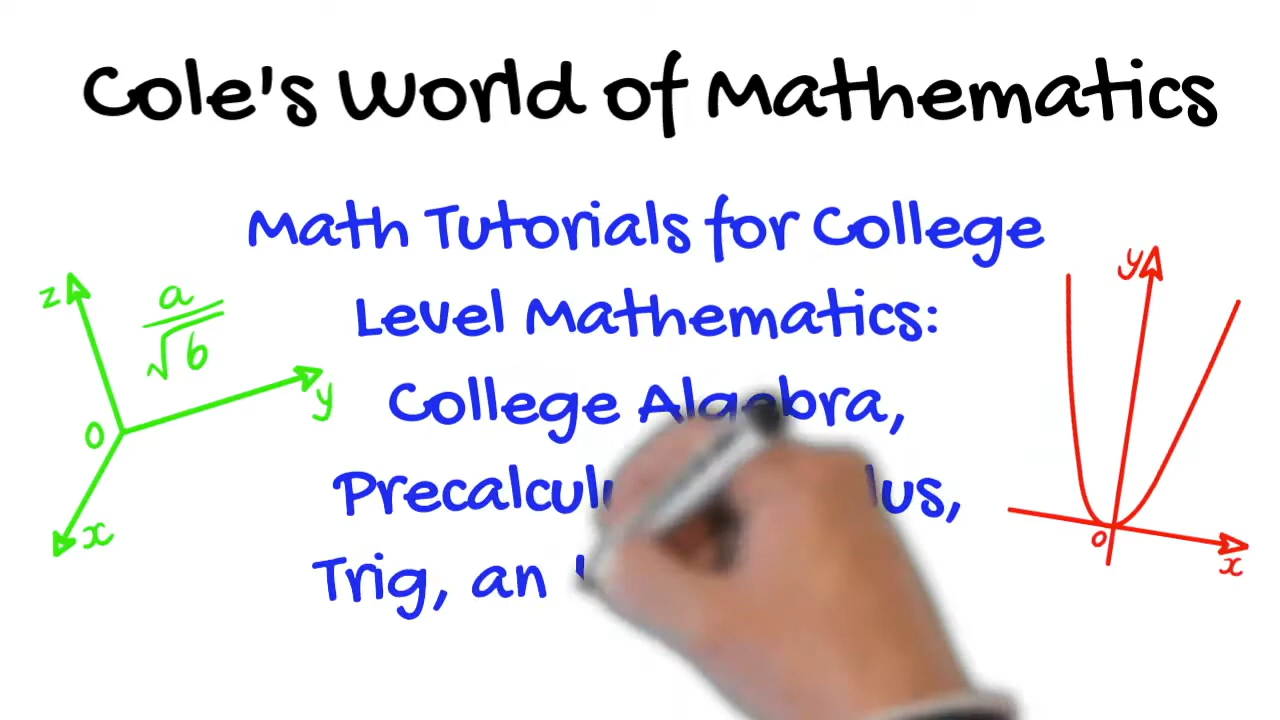 Cole's World of Mathematics
Math Tutorials for College
Level Mathematics:
College Algebra,
Trig, an
z
a
√6
y
0
x
y
0
x